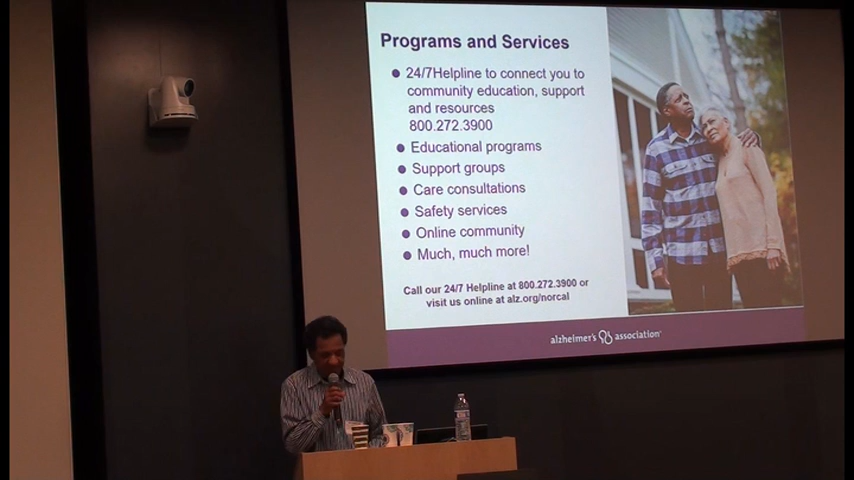 Programs and Services
24/7Helpline to connect you to
community education, support
and resources
800.272.3900
Educational programs
Support groups
Care consultations
Safety services
Online community
Much, much more!
Call our 24/7 Helpline at 800.272.3900 or
visit us online at alz.org/norcal
alzheimer's association